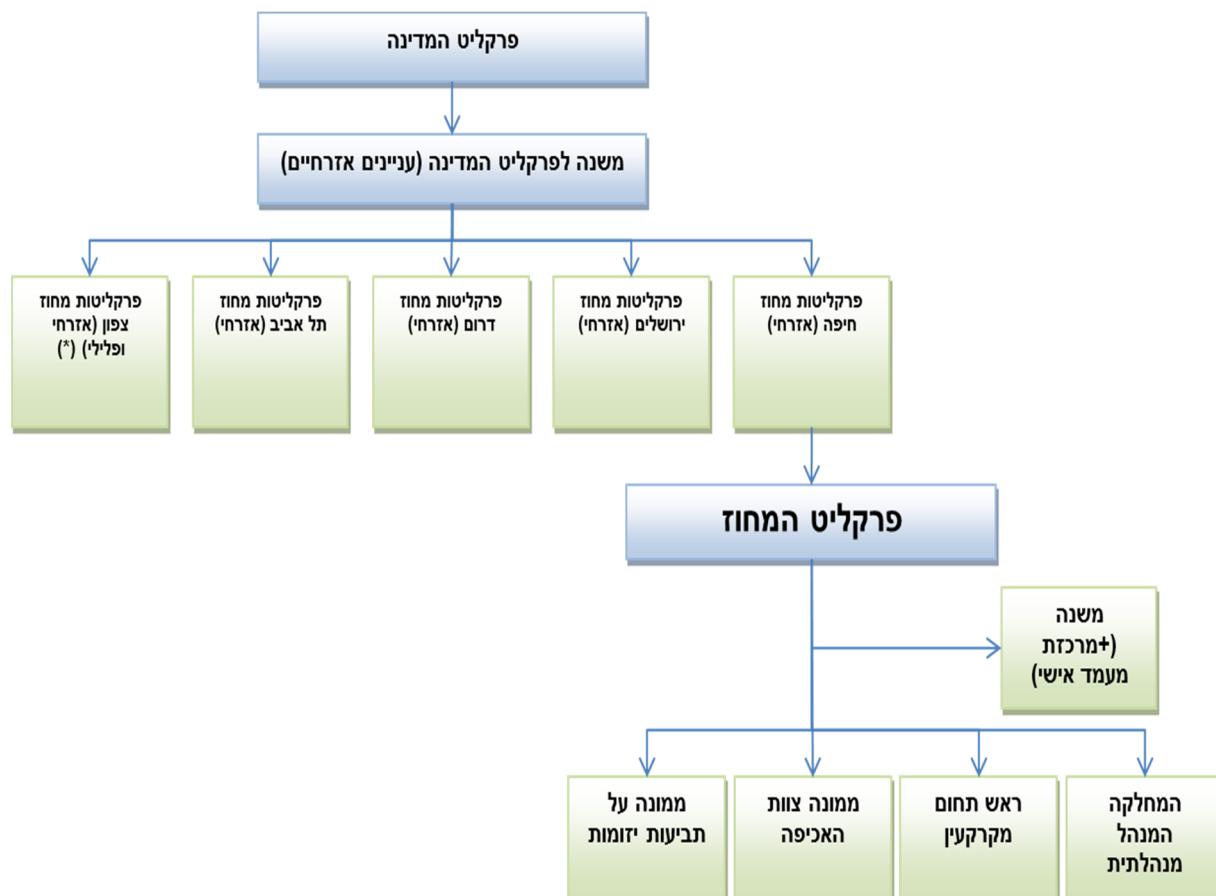 פרקליט המדינה
משנה לפרקליט המדינה (עניינים אזרחיים)
פרקליטות מחוז
חיפה (אזרחי)
פרקליטות מחוז
ירושלים (אזרחי)
פרקליטות מחוז
דרום (אזרחי)
פרקליטות מחוז
תל אביב (אזרחי)
פרקליטות מחוז
צפון (אזרחי
ופלילי) (*)
פרקליט המחוז
משנה
(+מרכזת
מעמד אישי)
המחלקה
המנהל
מנהלתית
ראש תחום
מקרקעין
ממונה צוות
האכיפה
ממונה על
תביעות יזומות